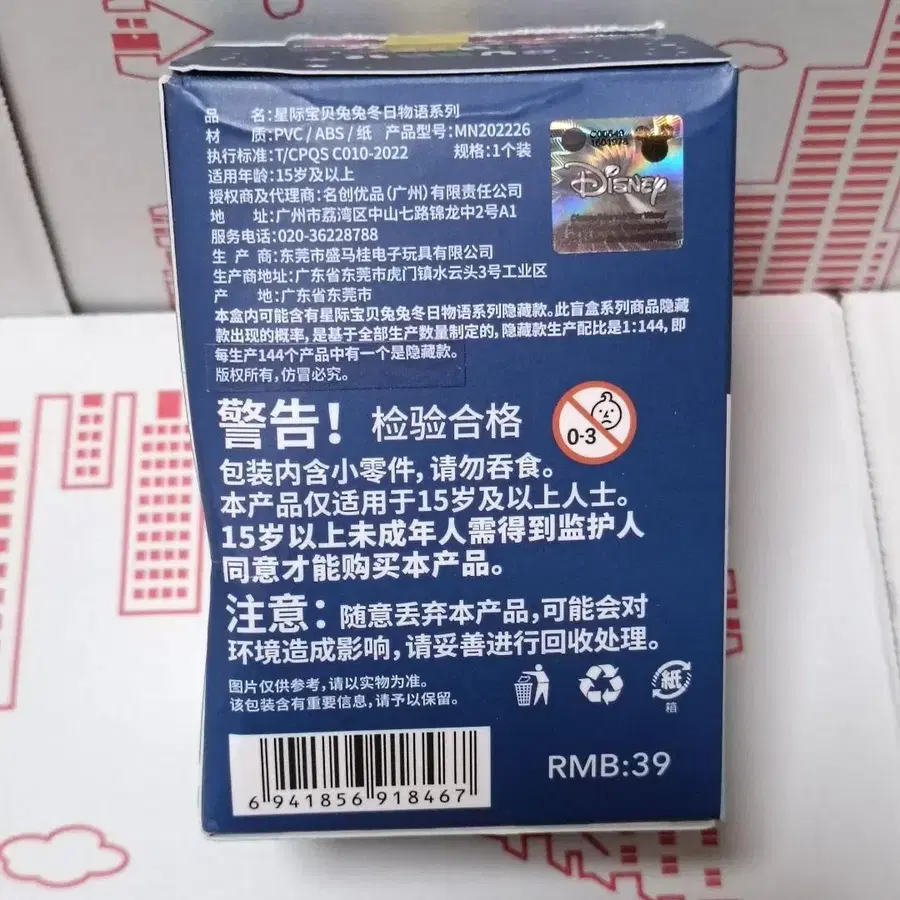 品 名:星际宝贝兔兔冬日物语系列
材 质:PVC / ABS / 纸 产品型号:MN202226
执行标准:T/CPQS C010-2022 规格:1个装
适用年龄:15岁及以上
授权商及代理商:名创优品(广州)有限责任公司
地 址:广州市荔湾区中山七路锦龙中2号A1
服务电话:020-36228788
生 产 商:东莞市盛马桂电子玩具有限公司
生产商地址:广东省东莞市虎门镇水云头3号工业区
产 地:广东省东莞市
本盒内可能含有星际宝贝兔兔冬日物语系列隐藏款。此盲盒系列商品隐藏
款出现的概率,是基于全部生产数量制定的,隐藏款生产配比是1:144,即
每生产144个产品中有一个是隐藏款。
版权所有,仿冒必究。
DISNEY
警告! 检验合格
0-3
包装内含小零件,请勿吞食。
本产品仅适用于15岁及以上人士。
15岁以上未成年人需得到监护人
同意才能购买本产品。
注意: 随意丢弃本产品,可能会对
环境造成影响,请妥善进行回收处理。
图片仅供参考,请以实物为准。
该包装含有重要信息,请予以保留。
紙
箱
6 941856 918467
RMB:39